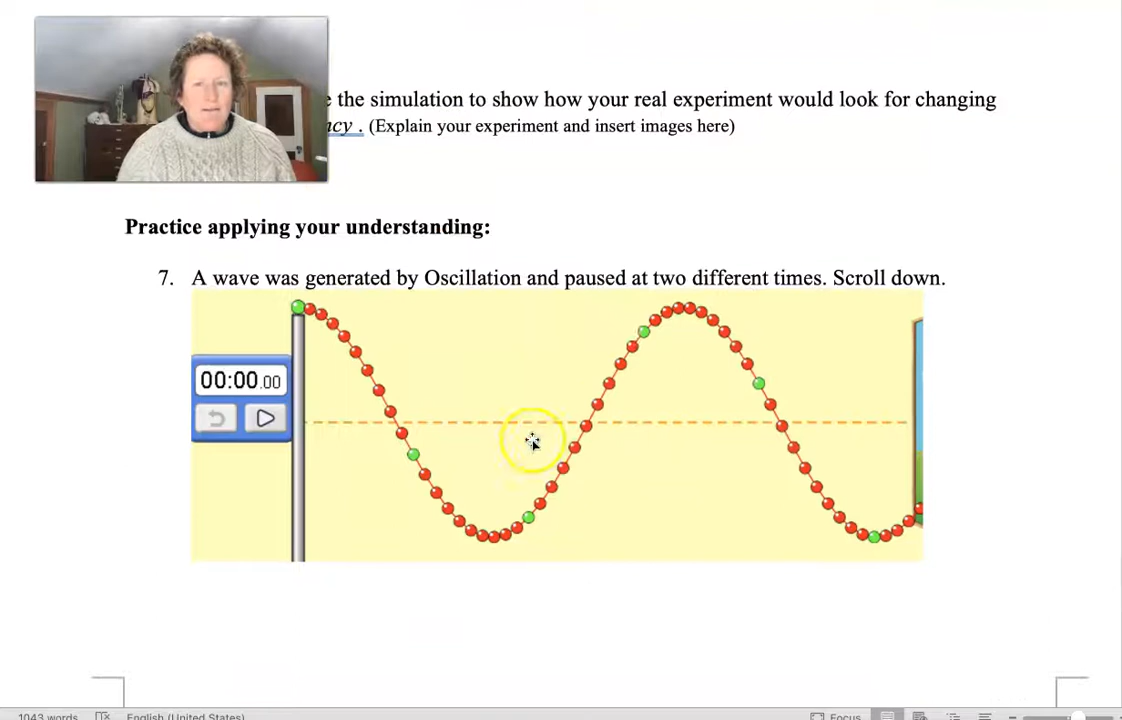 e the simulation to show how your real experiment would look for changing
ncy . (Explain your experiment and insert images here)
Practice applying your understanding:
7. A wave was generated by Oscillation and paused at two different times. Scroll down.
00:00.00
1043 words English (United States) Focus